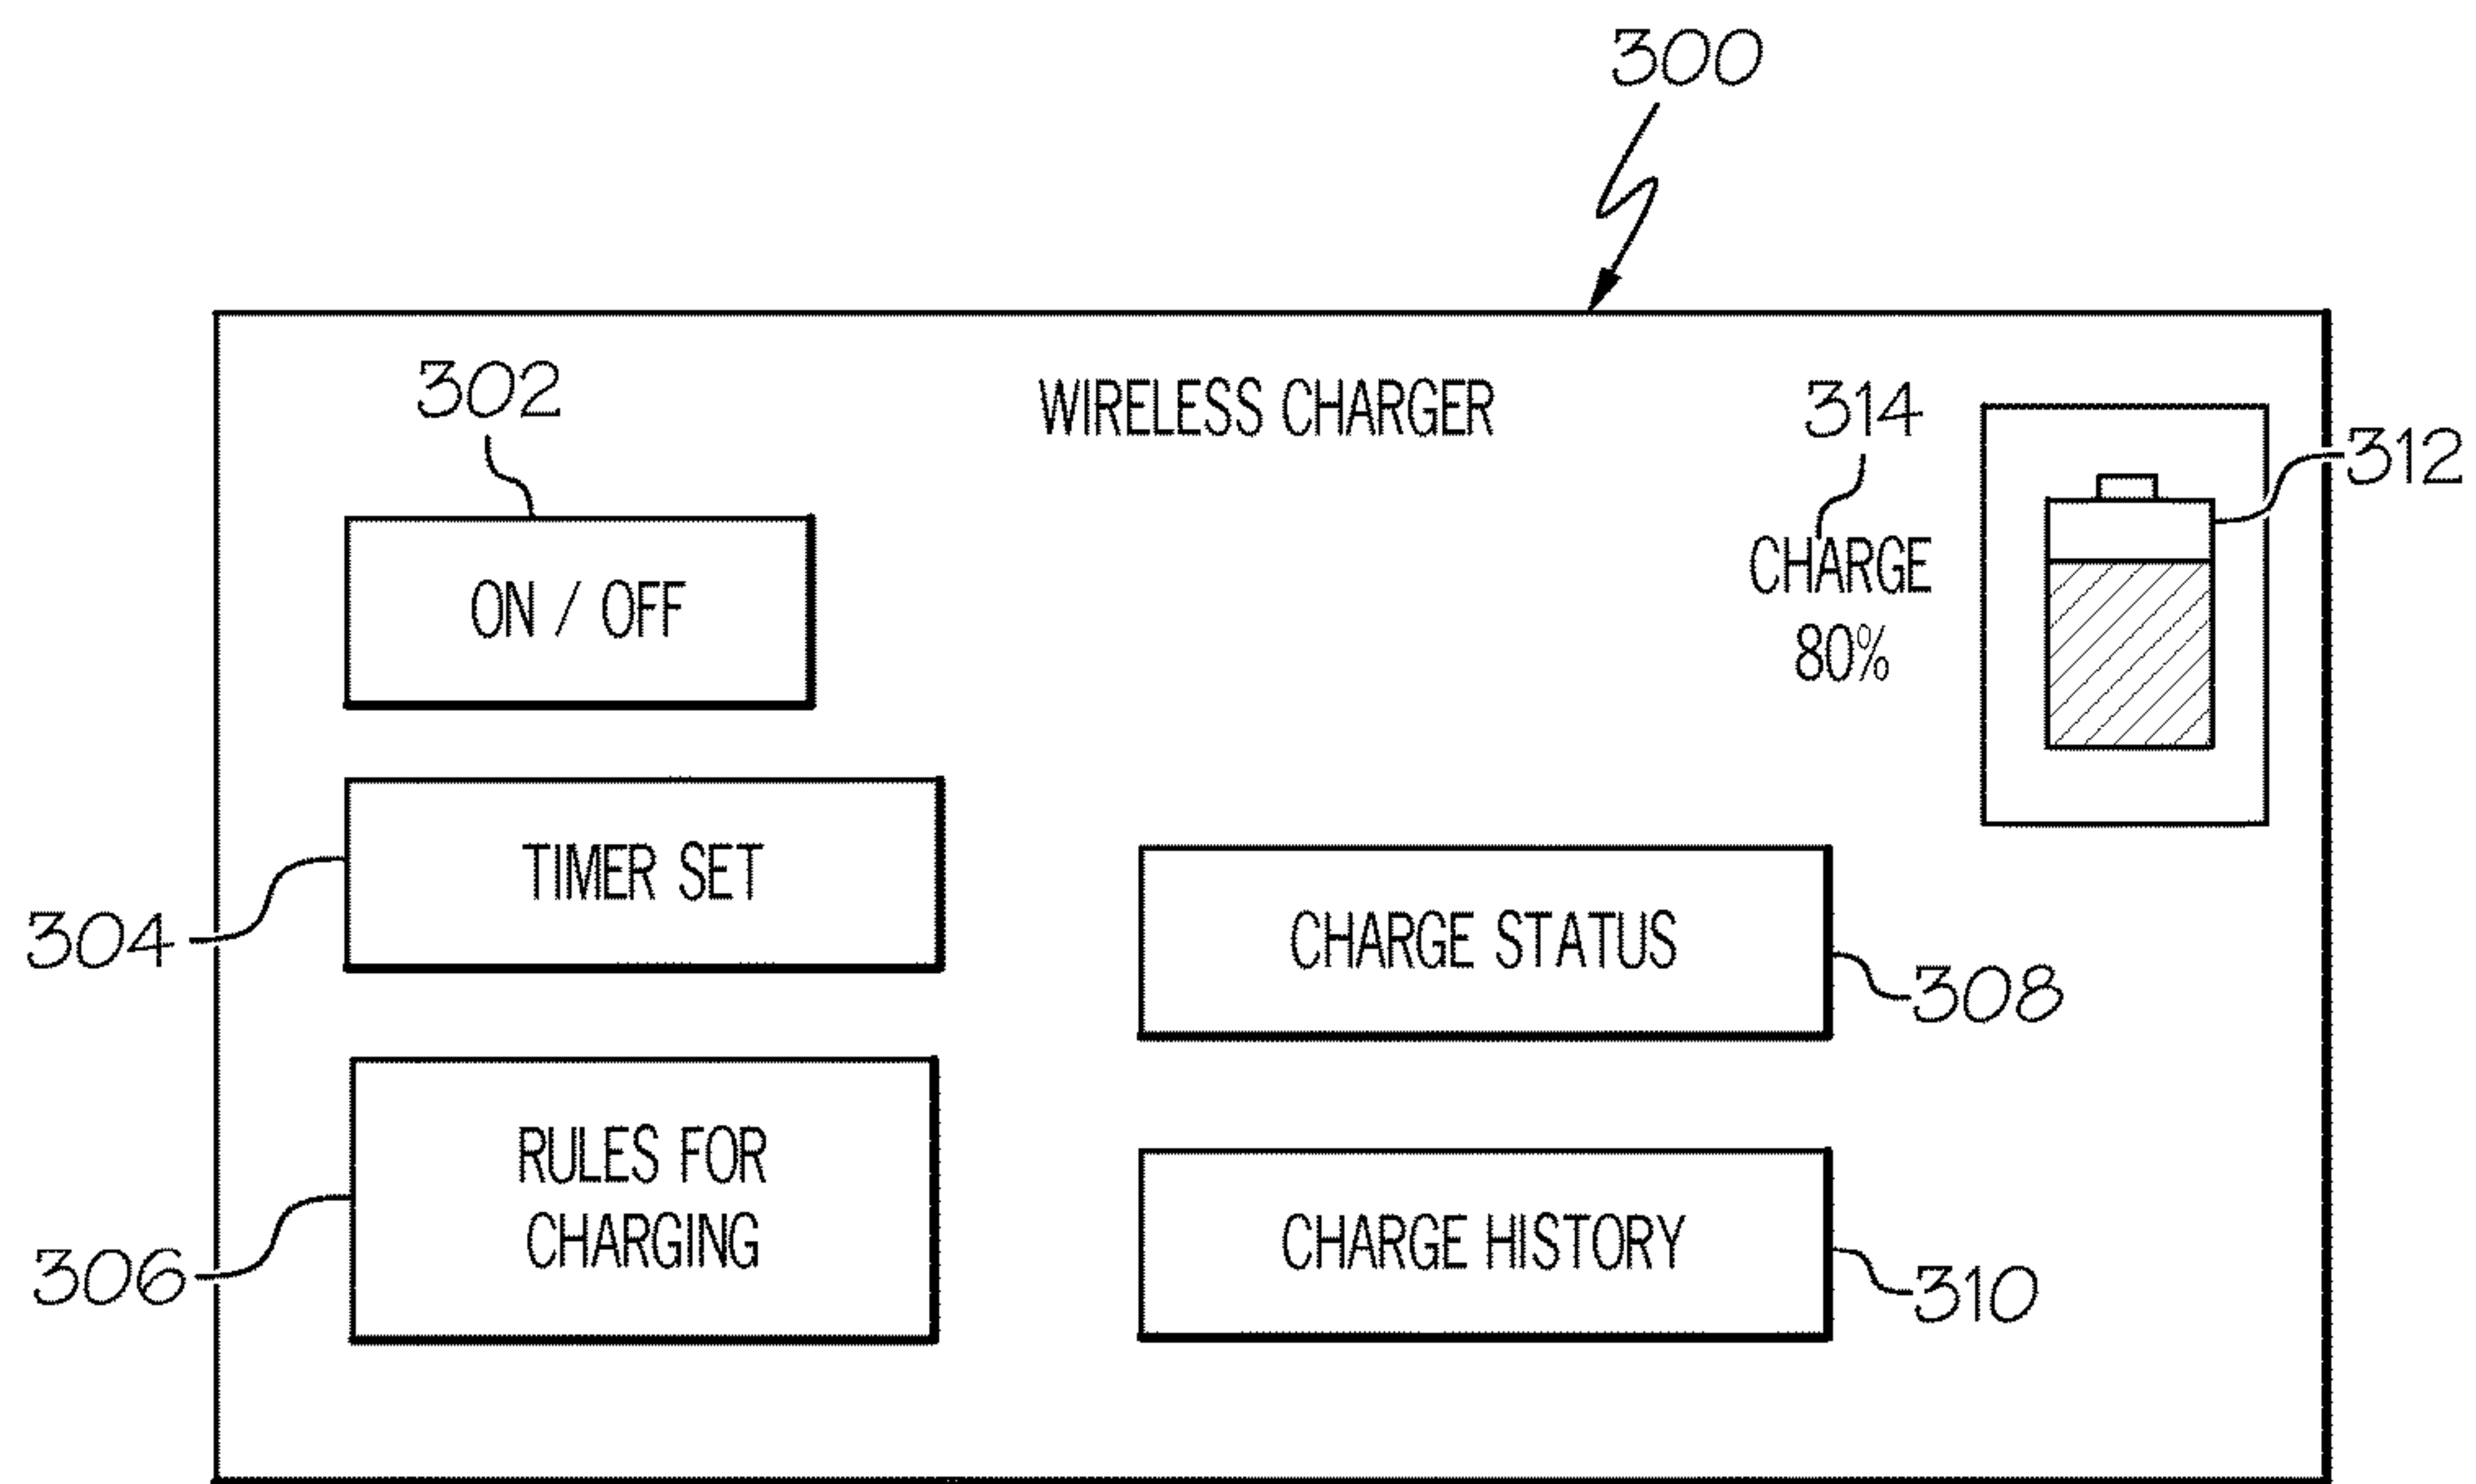 300
302
WIRELESS CHARGER
314
312
ON / OFF
CHARGE
80%
TIMER SET
304
CHARGE STATUS
308
RULES FOR
CHARGING
306
CHARGE HISTORY
310